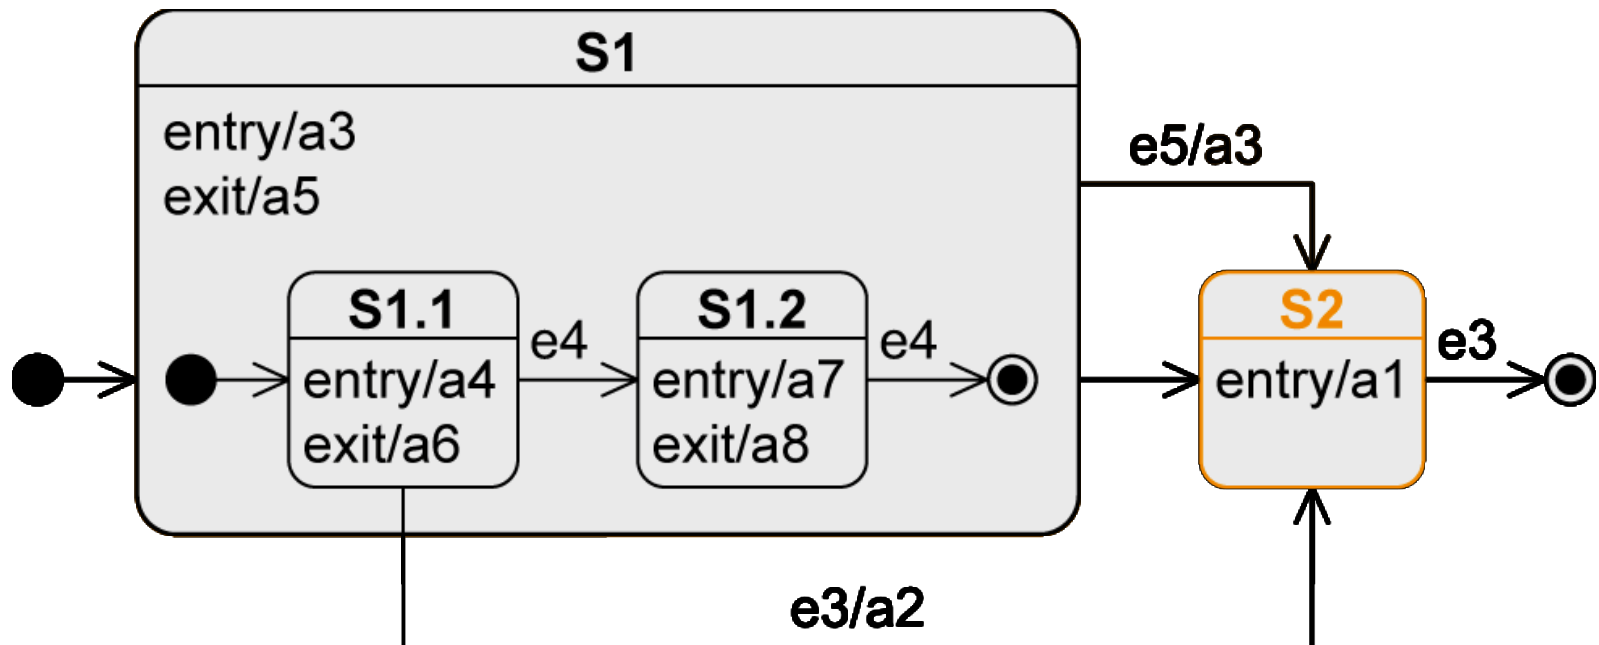 S1
entry/a3
exit/a5
e5/a3
S1.1
entry/a4
exit/a6
e4
S1.2
entry/a7
exit/a8
e4
S2
entry/a1
e3
e3/a2